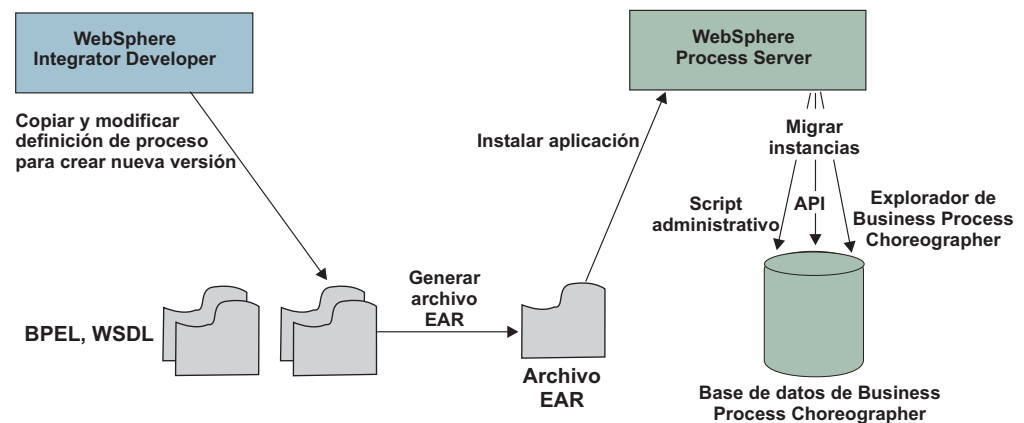 WebSphere
Integrator Developer
WebSphere
Process Server
Copiar y modificar
definición de proceso
para crear nueva versión
Instalar aplicación
Migrar
instancias
Script
administrativo
API
Explorador de
Business Process
Choreographer
Generar
archivo
EAR
BPEL, WSDL
Archivo
EAR
Base de datos de Business
Process Choreographer